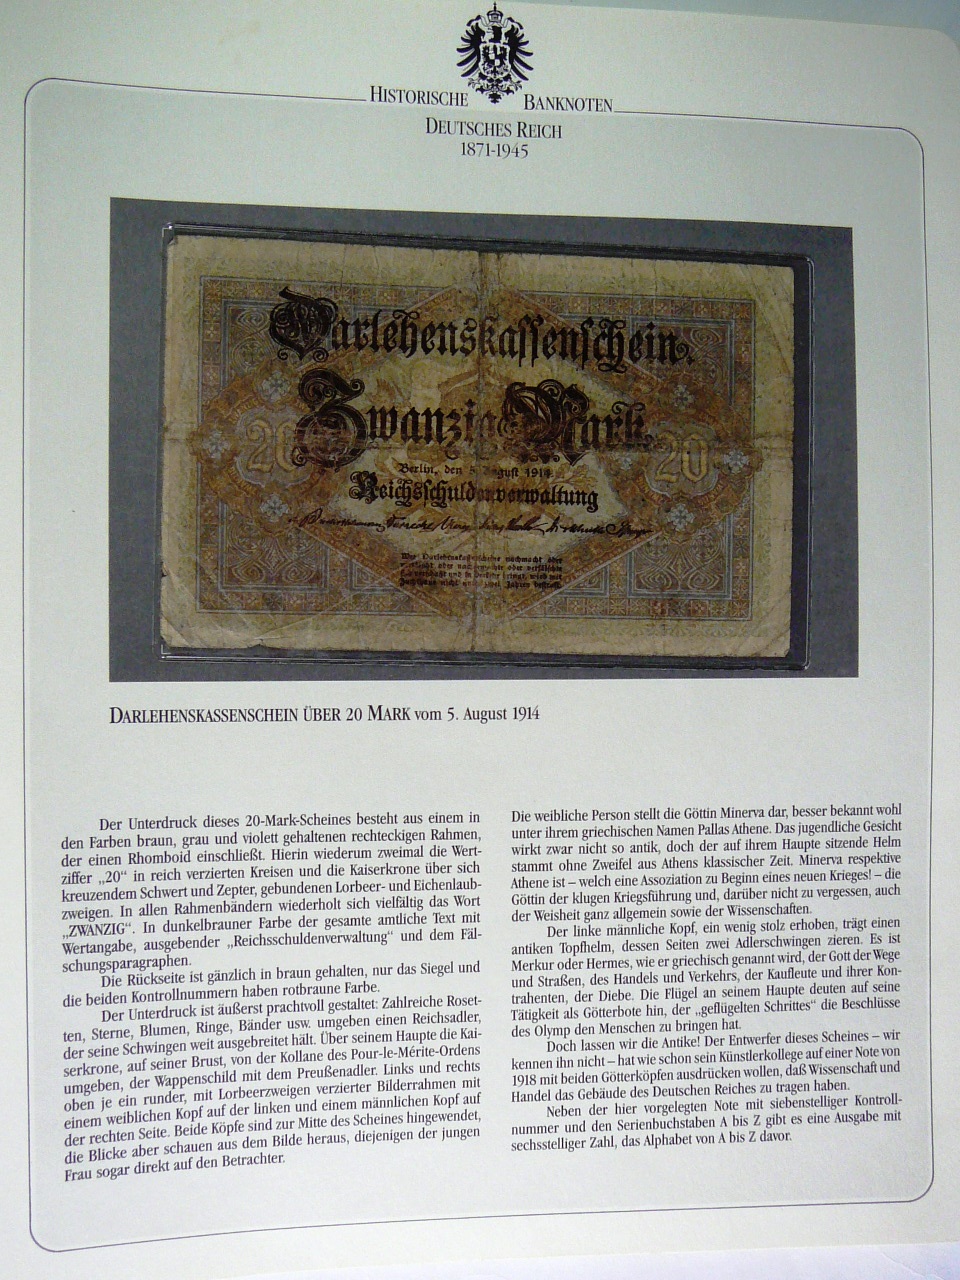 HISTORISCHE BANKNOTEN
DEUTSCHES REICH
1871-1945
Darlehenskassenschein.
Zwanzig Mark.
20 20
Berlin, den 5. August 1914
Reichsschuldenverwaltung
DARLEHENSKASSENSCHEIN ÜBER 20 MARK vom 5. August 1914
Der Unterdruck dieses 20-Mark-Scheines besteht aus einem in
den Farben braun, grau und violett gehaltenen rechteckigen Rahmen,
der einen Rhomboid einschließt. Hierin wiederum zweimal die Wert-
ziffer „20“ in reich verzierten Kreisen und die Kaiserkrone über sich
kreuzendem Schwert und Zepter, gebundenen Lorbeer- und Eichenlaub-
zweigen. In allen Rahmenbändern wiederholt sich vielfältig das Wort
„ZWANZIG“. In dunkelbrauner Farbe der gesamte amtliche Text mit
Wertangabe, ausgebender „Reichsschuldenverwaltung“ und dem Fäl-
schungsparagraphen.
Die Rückseite ist gänzlich in braun gehalten, nur das Siegel und
die beiden Kontrollnummern haben rotbraune Farbe.
Der Unterdruck ist äußerst prachtvoll gestaltet: Zahlreiche Roset-
ten, Sterne, Blumen, Ringe, Bänder usw. umgeben einen Reichsadler,
der seine Schwingen weit ausgebreitet hält. Über seinem Haupte die Kai-
serkrone, auf seiner Brust, von der Kollane des Pour-le-Mérite-Ordens
umgeben, der Wappenschild mit dem Preußenadler. Links und rechts
oben je ein runder, mit Lorbeerzweigen verzierter Bilderrahmen mit
einem weiblichen Kopf auf der linken und einem männlichen Kopf auf
der rechten Seite. Beide Köpfe sind zur Mitte des Scheines hingewendet,
die Blicke aber schauen aus dem Bilde heraus, diejenigen der jungen
Frau sogar direkt auf den Betrachter.
Die weibliche Person stellt die Göttin Minerva dar, besser bekannt wohl
unter ihrem griechischen Namen Pallas Athene. Das jugendliche Gesicht
wirkt zwar nicht so antik, doch der auf ihrem Haupte sitzende Helm
stammt ohne Zweifel aus Athens klassischer Zeit. Minerva respektive
Athene ist – welch eine Assoziation zu Beginn eines neuen Krieges! – die
Göttin der klugen Kriegsführung und, darüber nicht zu vergessen, auch
der Weisheit ganz allgemein sowie der Wissenschaften.
Der linke männliche Kopf, ein wenig stolz erhoben, trägt einen
antiken Topfhelm, dessen Seiten zwei Adlerschwingen zieren. Es ist
Merkur oder Hermes, wie er griechisch genannt wird, der Gott der Wege
und Straßen, des Handels und Verkehrs, der Kaufleute und ihrer Kon-
trahenten, der Diebe. Die Flügel an seinem Haupte deuten auf seine
Tätigkeit als Götterbote hin, der „geflügelten Schrittes“ die Beschlüsse
des Olymp den Menschen zu bringen hat.
Doch lassen wir die Antike! Der Entwerfer dieses Scheines – wir
kennen ihn nicht – hat wie schon sein Künstlerkollege auf einer Note von
1918 mit beiden Götterköpfen ausdrücken wollen, daß Wissenschaft und
Handel das Gebäude des Deutschen Reiches zu tragen haben.
Neben der hier vorgelegten Note mit siebenstelliger Kontroll-
nummer und den Serienbuchstaben A bis Z gibt es eine Ausgabe mit
sechsstelliger Zahl, das Alphabet von A bis Z davor.